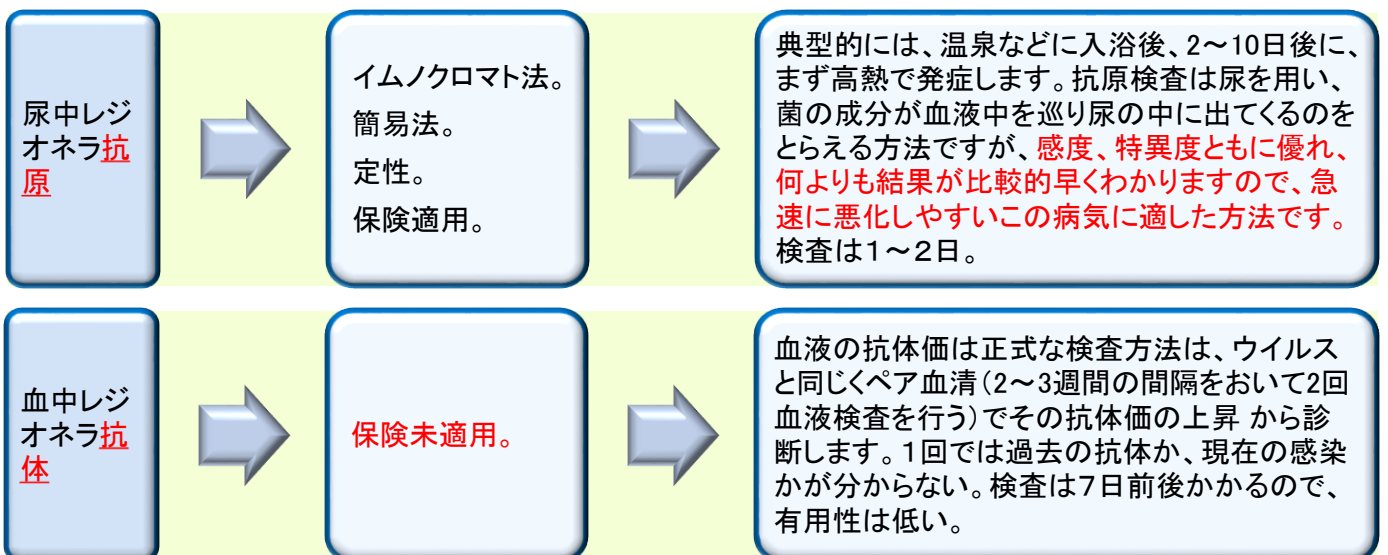 尿中レジ
オネラ抗
原
イムノクロマト法。
簡易法。
定性。
保険適用。
典型的には、温泉などに入浴後、2～10日後に、
まず高熱で発症します。抗原検査は尿を用い、
菌の成分が血液中を巡り尿の中に出てくるのを
とらえる方法ですが、感度、特異度ともに優れ、
何よりも結果が比較的早くわかりますので、急
速に悪化しやすいこの病気に適した方法です。
検査は１～２日。
血中レジ
オネラ抗
体
保険未適用。
血液の抗体価は正式な検査方法は、ウイルス
と同じくペア血清（2～3週間の間隔をおいて2回
血液検査を行う）でその抗体価の上昇 から診
断します。１回では過去の抗体か、現在の感染
かが分からない。検査は７日前後かかるので、
有用性は低い。